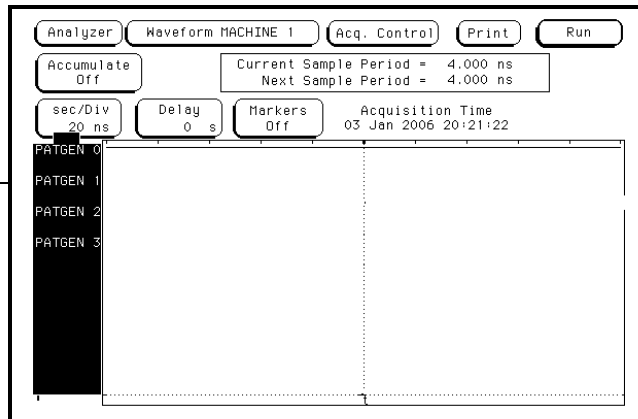 Analyzer Waveform MACHINE 1 Acq. Control Print Run
Accumulate
Off
Current Sample Period = 4.000 ns
Next Sample Period = 4.000 ns
sec/Div
20 ns
Delay
0 s
Markers
Off
Acquisition Time
03 Jan 2006 20:21:22
PATGEN 0
PATGEN 1
PATGEN 2
PATGEN 3
t